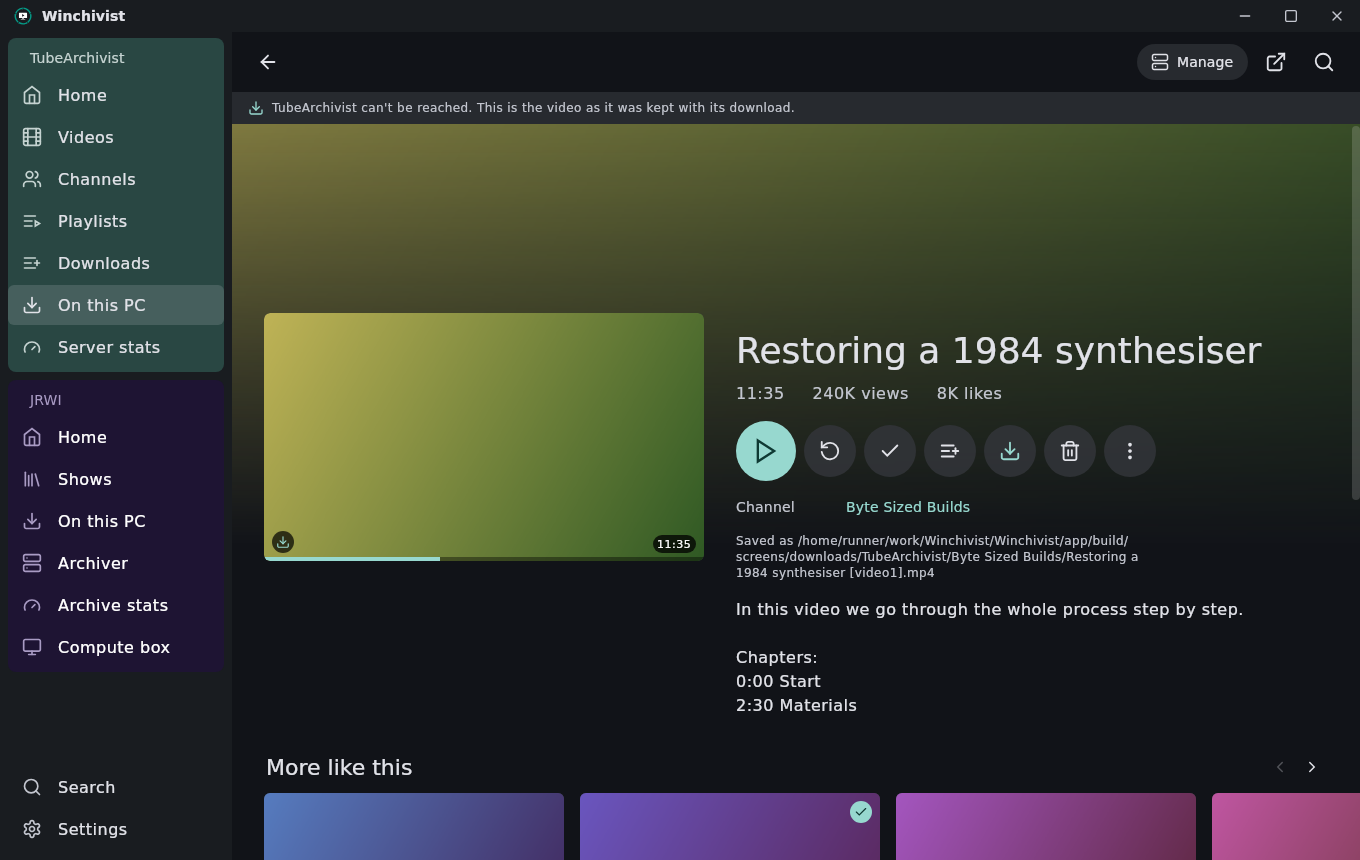 Winchivist
TubeArchivist
Home
Videos
Channels
Playlists
Downloads
On this PC
Server stats
JRWI
Home
Shows
On this PC
Archiver
Archive stats
Compute box
Search
Settings
Manage
TubeArchivist can't be reached. This is the video as it was kept with its download.
11:35
Restoring a 1984 synthesiser
11:35 240K views 8K likes
Channel Byte Sized Builds
Saved as /home/runner/work/Winchivist/Winchivist/app/build/
screens/downloads/TubeArchivist/Byte Sized Builds/Restoring a
1984 synthesiser [video1].mp4
In this video we go through the whole process step by step.
Chapters:
0:00 Start
2:30 Materials
More like this